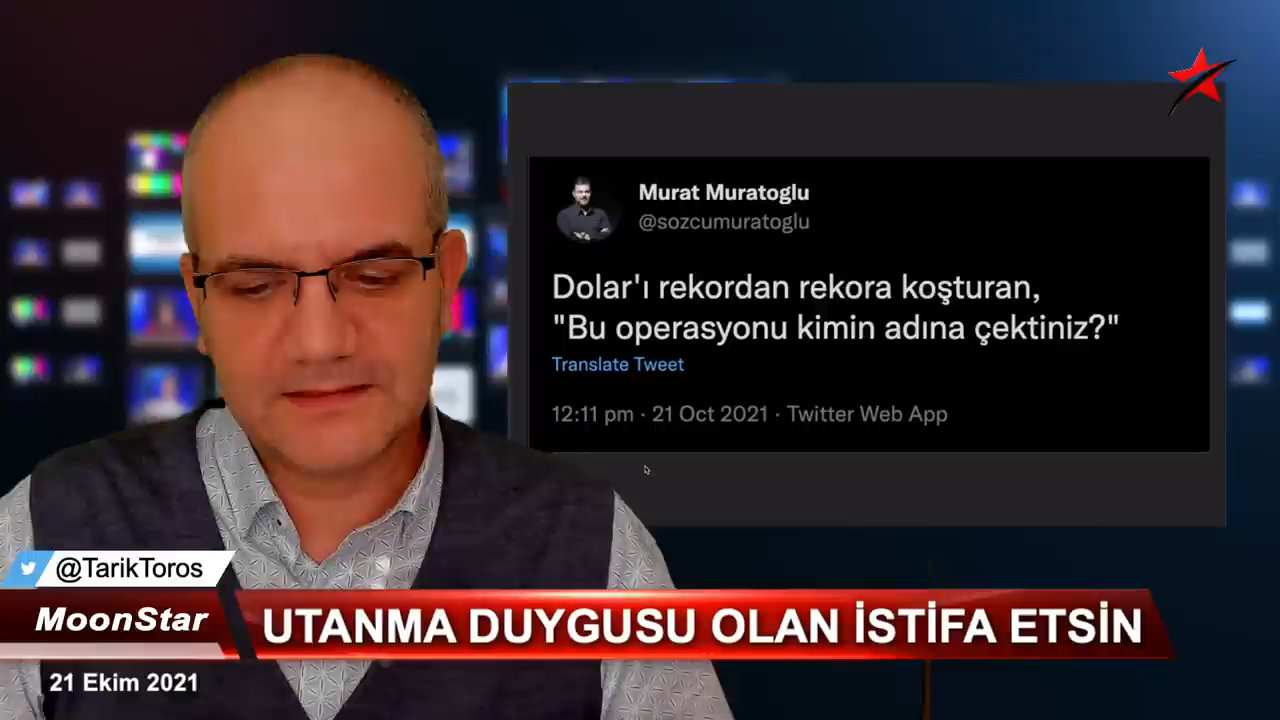 Murat Muratoglu
@sozcumuratoglu
Dolar'ı rekordan rekora koşturan,
"Bu operasyonu kimin adına çektiniz?"
Translate Tweet
12:11 pm · 21 Oct 2021 · Twitter Web App
@TarikToros
MoonStar
UTANMA DUYGUSU OLAN İSTİFA ETSİN
21 Ekim 2021